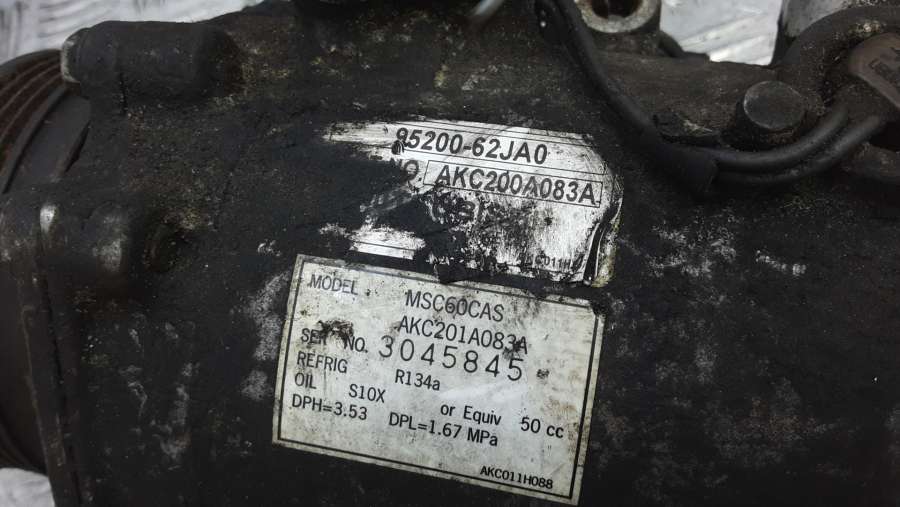 95200-62JA0
NO. AKC200A083A
MODEL MSC60CAS
AKC201A083A
SER NO. 3045845
REFRIG R134a
OIL S10X or Equiv 50 cc
DPH=3.53 DPL=1.67 MPa
AKC011H088